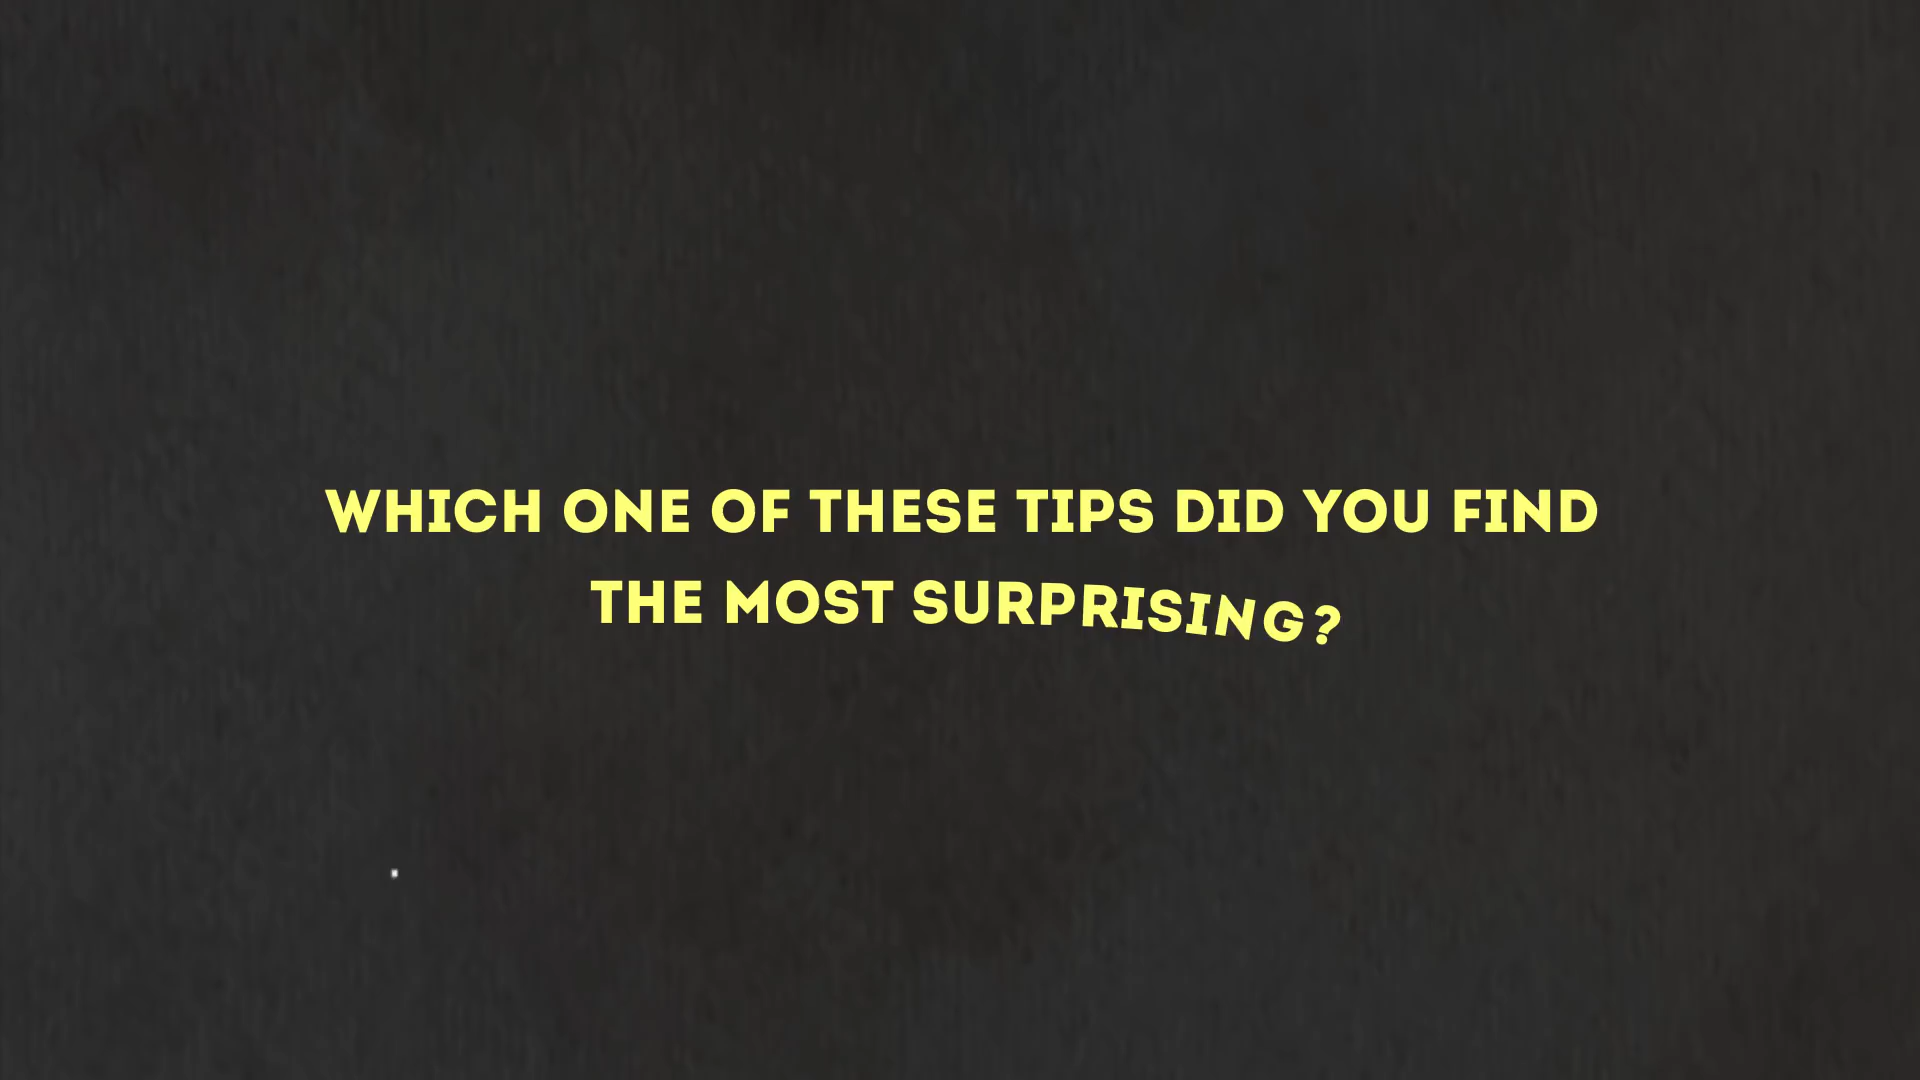 WHICH ONE OF THESE TIPS DID YOU FIND
THE MOST SURPRISING?